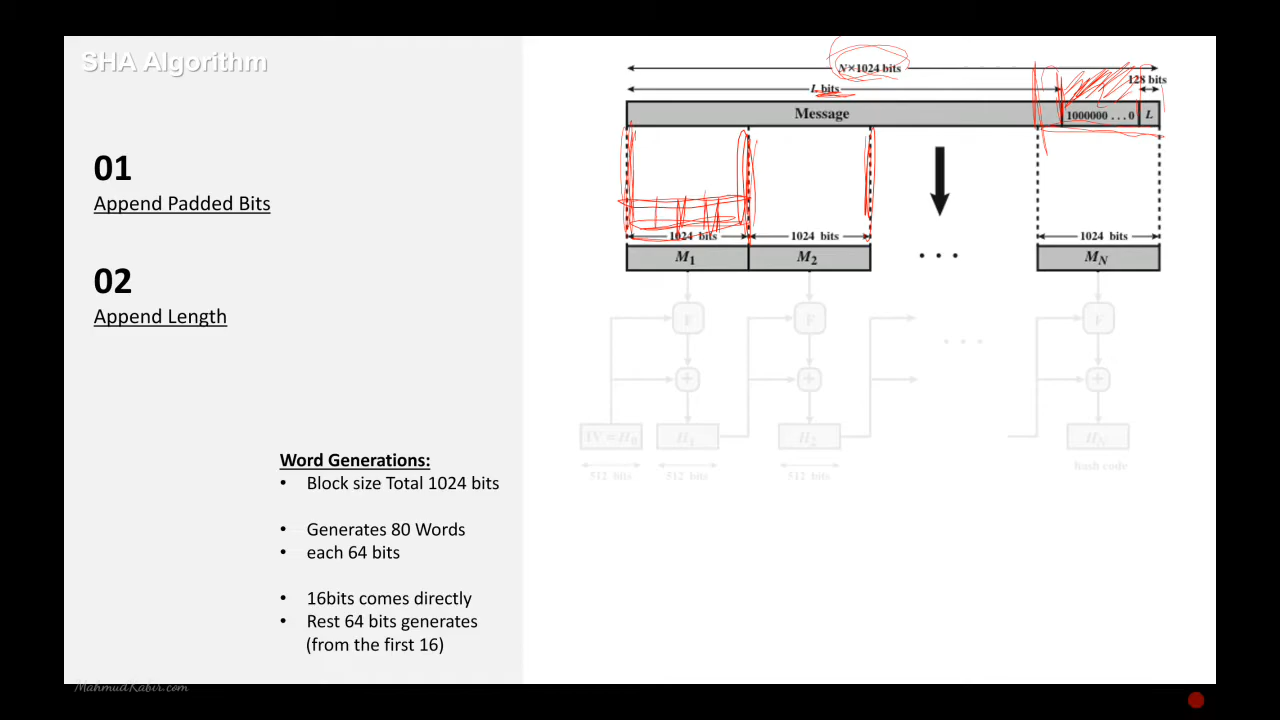 SHA Algorithm
01
Append Padded Bits
02
Append Length
Word Generations:
• Block size Total 1024 bits
• Generates 80 Words
• each 64 bits
• 16bits comes directly
• Rest 64 bits generates
(from the first 16)
N×1024 bits
128 bits
L bits
Message
1000000 . . . 0
L
1024 bits
1024 bits
1024 bits
M1
M2
• • •
MN
F
F
F
+
+
+
IV = H0
H1
H2
HN
hash code
512 bits
512 bits
512 bits
MahmudKabir.com